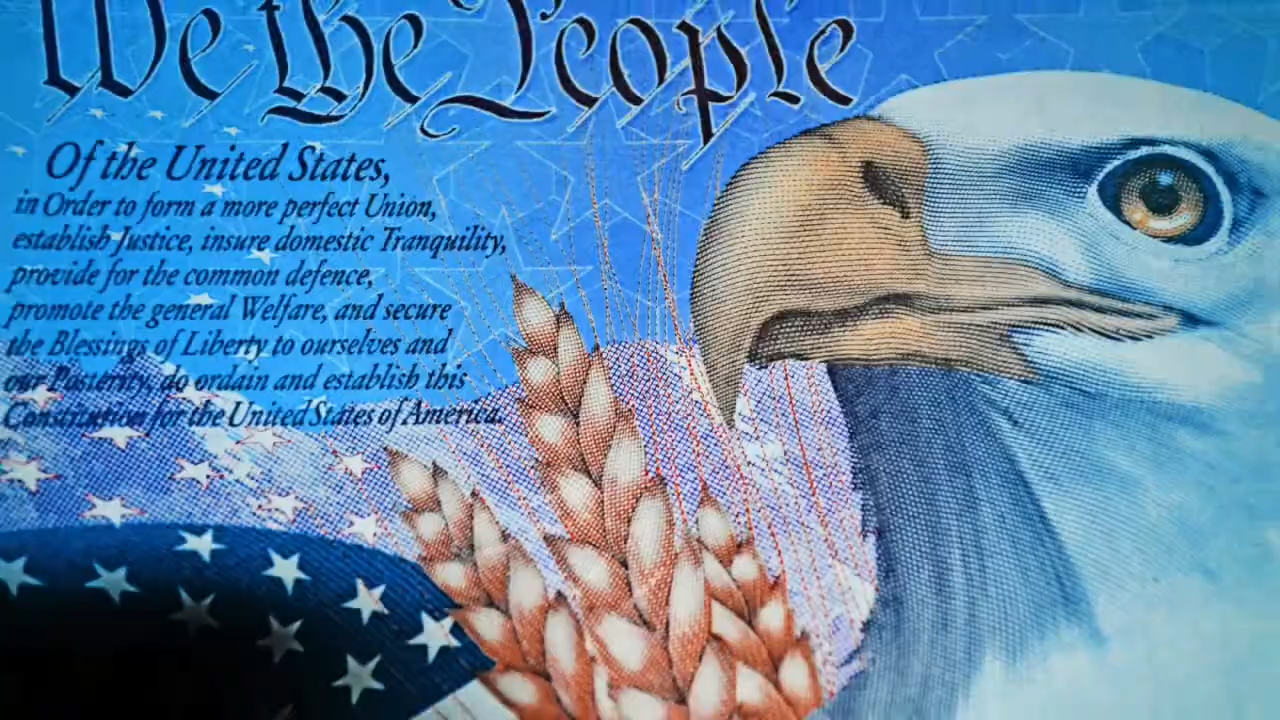 We the People
Of the United States,
in Order to form a more perfect Union,
establish Justice, insure domestic Tranquility,
provide for the common defence,
promote the general Welfare, and secure
the Blessings of Liberty to ourselves and
our Posterity, do ordain and establish this
Constitution for the United States of America.